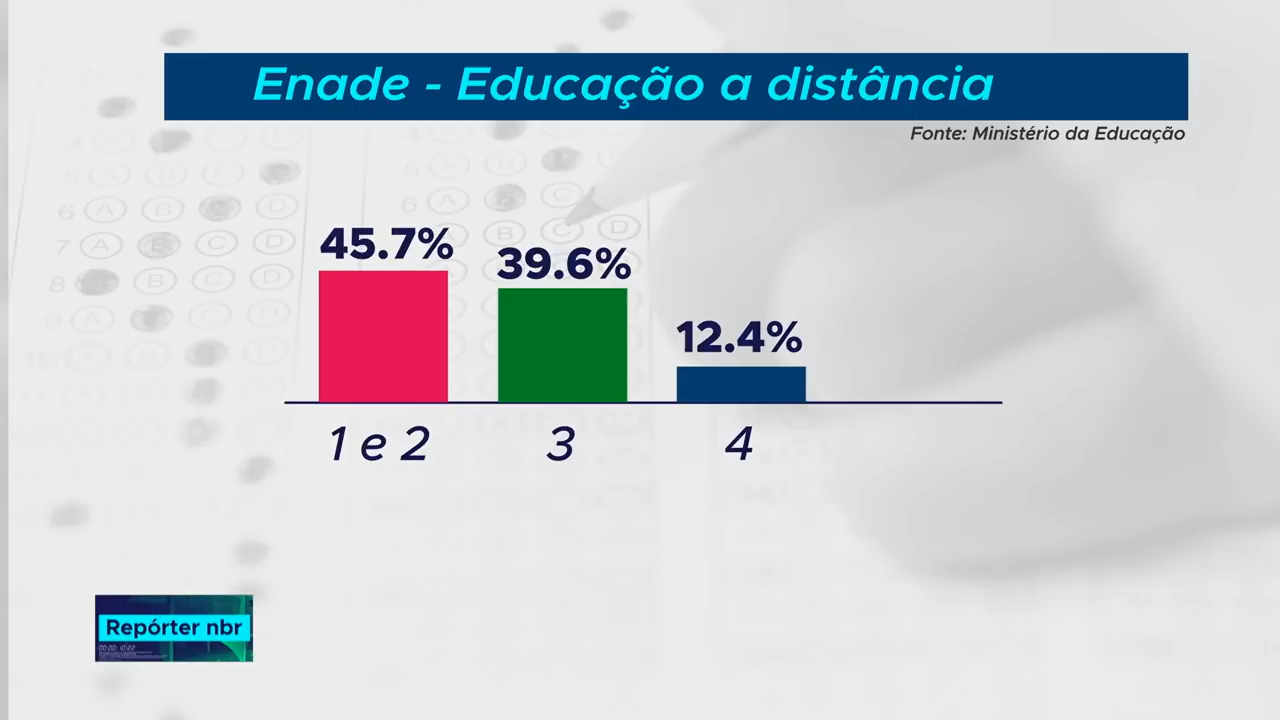 Enade - Educação a distância
Fonte: Ministério da Educação
45.7%
39.6%
12.4%
1 e 2
3
4
Repórter nbr